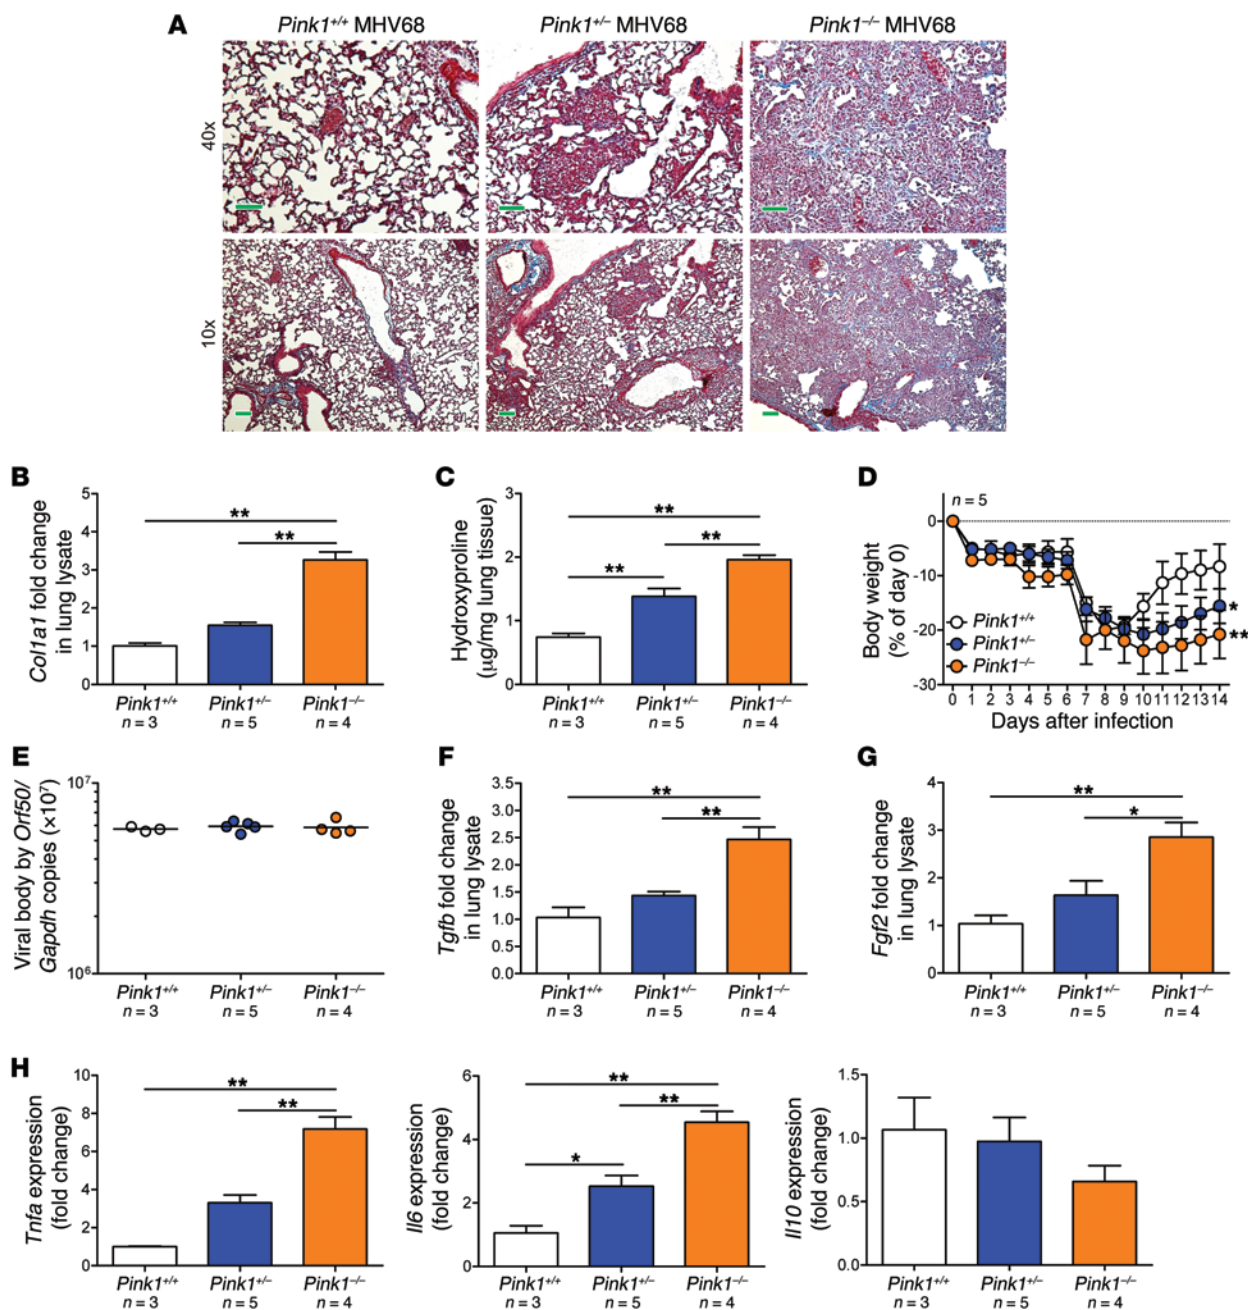 A
Pink1+/+ MHV68
Pink1+/– MHV68
Pink1–/– MHV68
40x
10x
B
Col1a1 fold change
in lung lysate
5
4
3
2
1
0
**
**
Pink1+/+
n = 3
Pink1+/–
n = 5
Pink1–/–
n = 4
C
Hydroxyproline
(μg/mg lung tissue)
3
2
1
0
**
**
**
Pink1+/+
n = 3
Pink1+/–
n = 5
Pink1–/–
n = 4
D
Body weight
(% of day 0)
n = 5
0
-10
-20
-30
Pink1+/+
Pink1+/–
Pink1–/–
*
**
0 1 2 3 4 5 6 7 8 9 10 11 12 13 14
Days after infection
E
Viral body by Orf50/
Gapdh copies (×10⁷)
10⁷
10⁶
Pink1+/+
n = 3
Pink1+/–
n = 5
Pink1–/–
n = 4
F
Tgfb fold change
in lung lysate
3.5
3.0
2.5
2.0
1.5
1.0
0.5
0.0
**
**
Pink1+/+
n = 3
Pink1+/–
n = 5
Pink1–/–
n = 4
G
Fgf2 fold change
in lung lysate
4
3
2
1
0
**
*
Pink1+/+
n = 3
Pink1+/–
n = 5
Pink1–/–
n = 4
H
Tnfa expression
(fold change)
10
8
6
4
2
0
**
**
Pink1+/+
n = 3
Pink1+/–
n = 5
Pink1–/–
n = 4
Il6 expression
(fold change)
6
4
2
0
**
**
*
Pink1+/+
n = 3
Pink1+/–
n = 5
Pink1–/–
n = 4
Il10 expression
(fold change)
1.5
1.0
0.5
0.0
Pink1+/+
n = 3
Pink1+/–
n = 5
Pink1–/–
n = 4